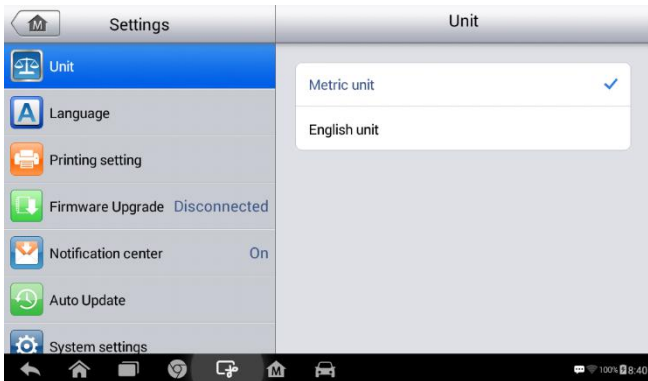 M
Settings
Unit
Unit
A Language
Printing setting
Firmware Upgrade Disconnected
Notification center On
Auto Update
System settings
Metric unit
English unit
M
100% 8:40